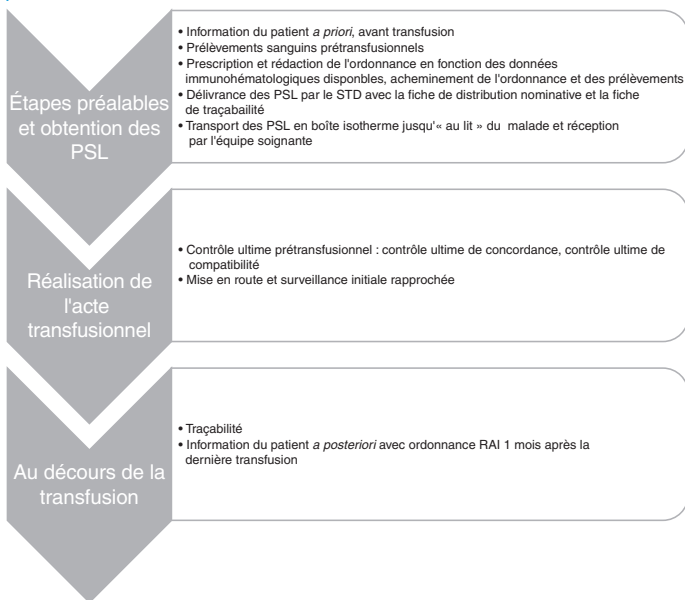 Étapes préalables
et obtention des
PSL
• Information du patient a priori, avant transfusion
• Prélèvements sanguins prétransfusionnels
• Prescription et rédaction de l'ordonnance en fonction des données
immunohématologiques disponbles, acheminement de l'ordonnance et des prélèvements
• Délivrance des PSL par le STD avec la fiche de distribution nominative et la fiche
de traçabailité
• Transport des PSL en boîte isotherme jusqu'« au lit » du malade et réception
par l'équipe soignante
Réalisation de
l'acte
transfusionnel
• Contrôle ultime prétransfusionnel : contrôle ultime de concordance, contrôle ultime de
compatibilité
• Mise en route et surveillance initiale rapprochée
Au décours de la
transfusion
• Traçabilité
• Information du patient a posteriori avec ordonnance RAI 1 mois après la
dernière transfusion